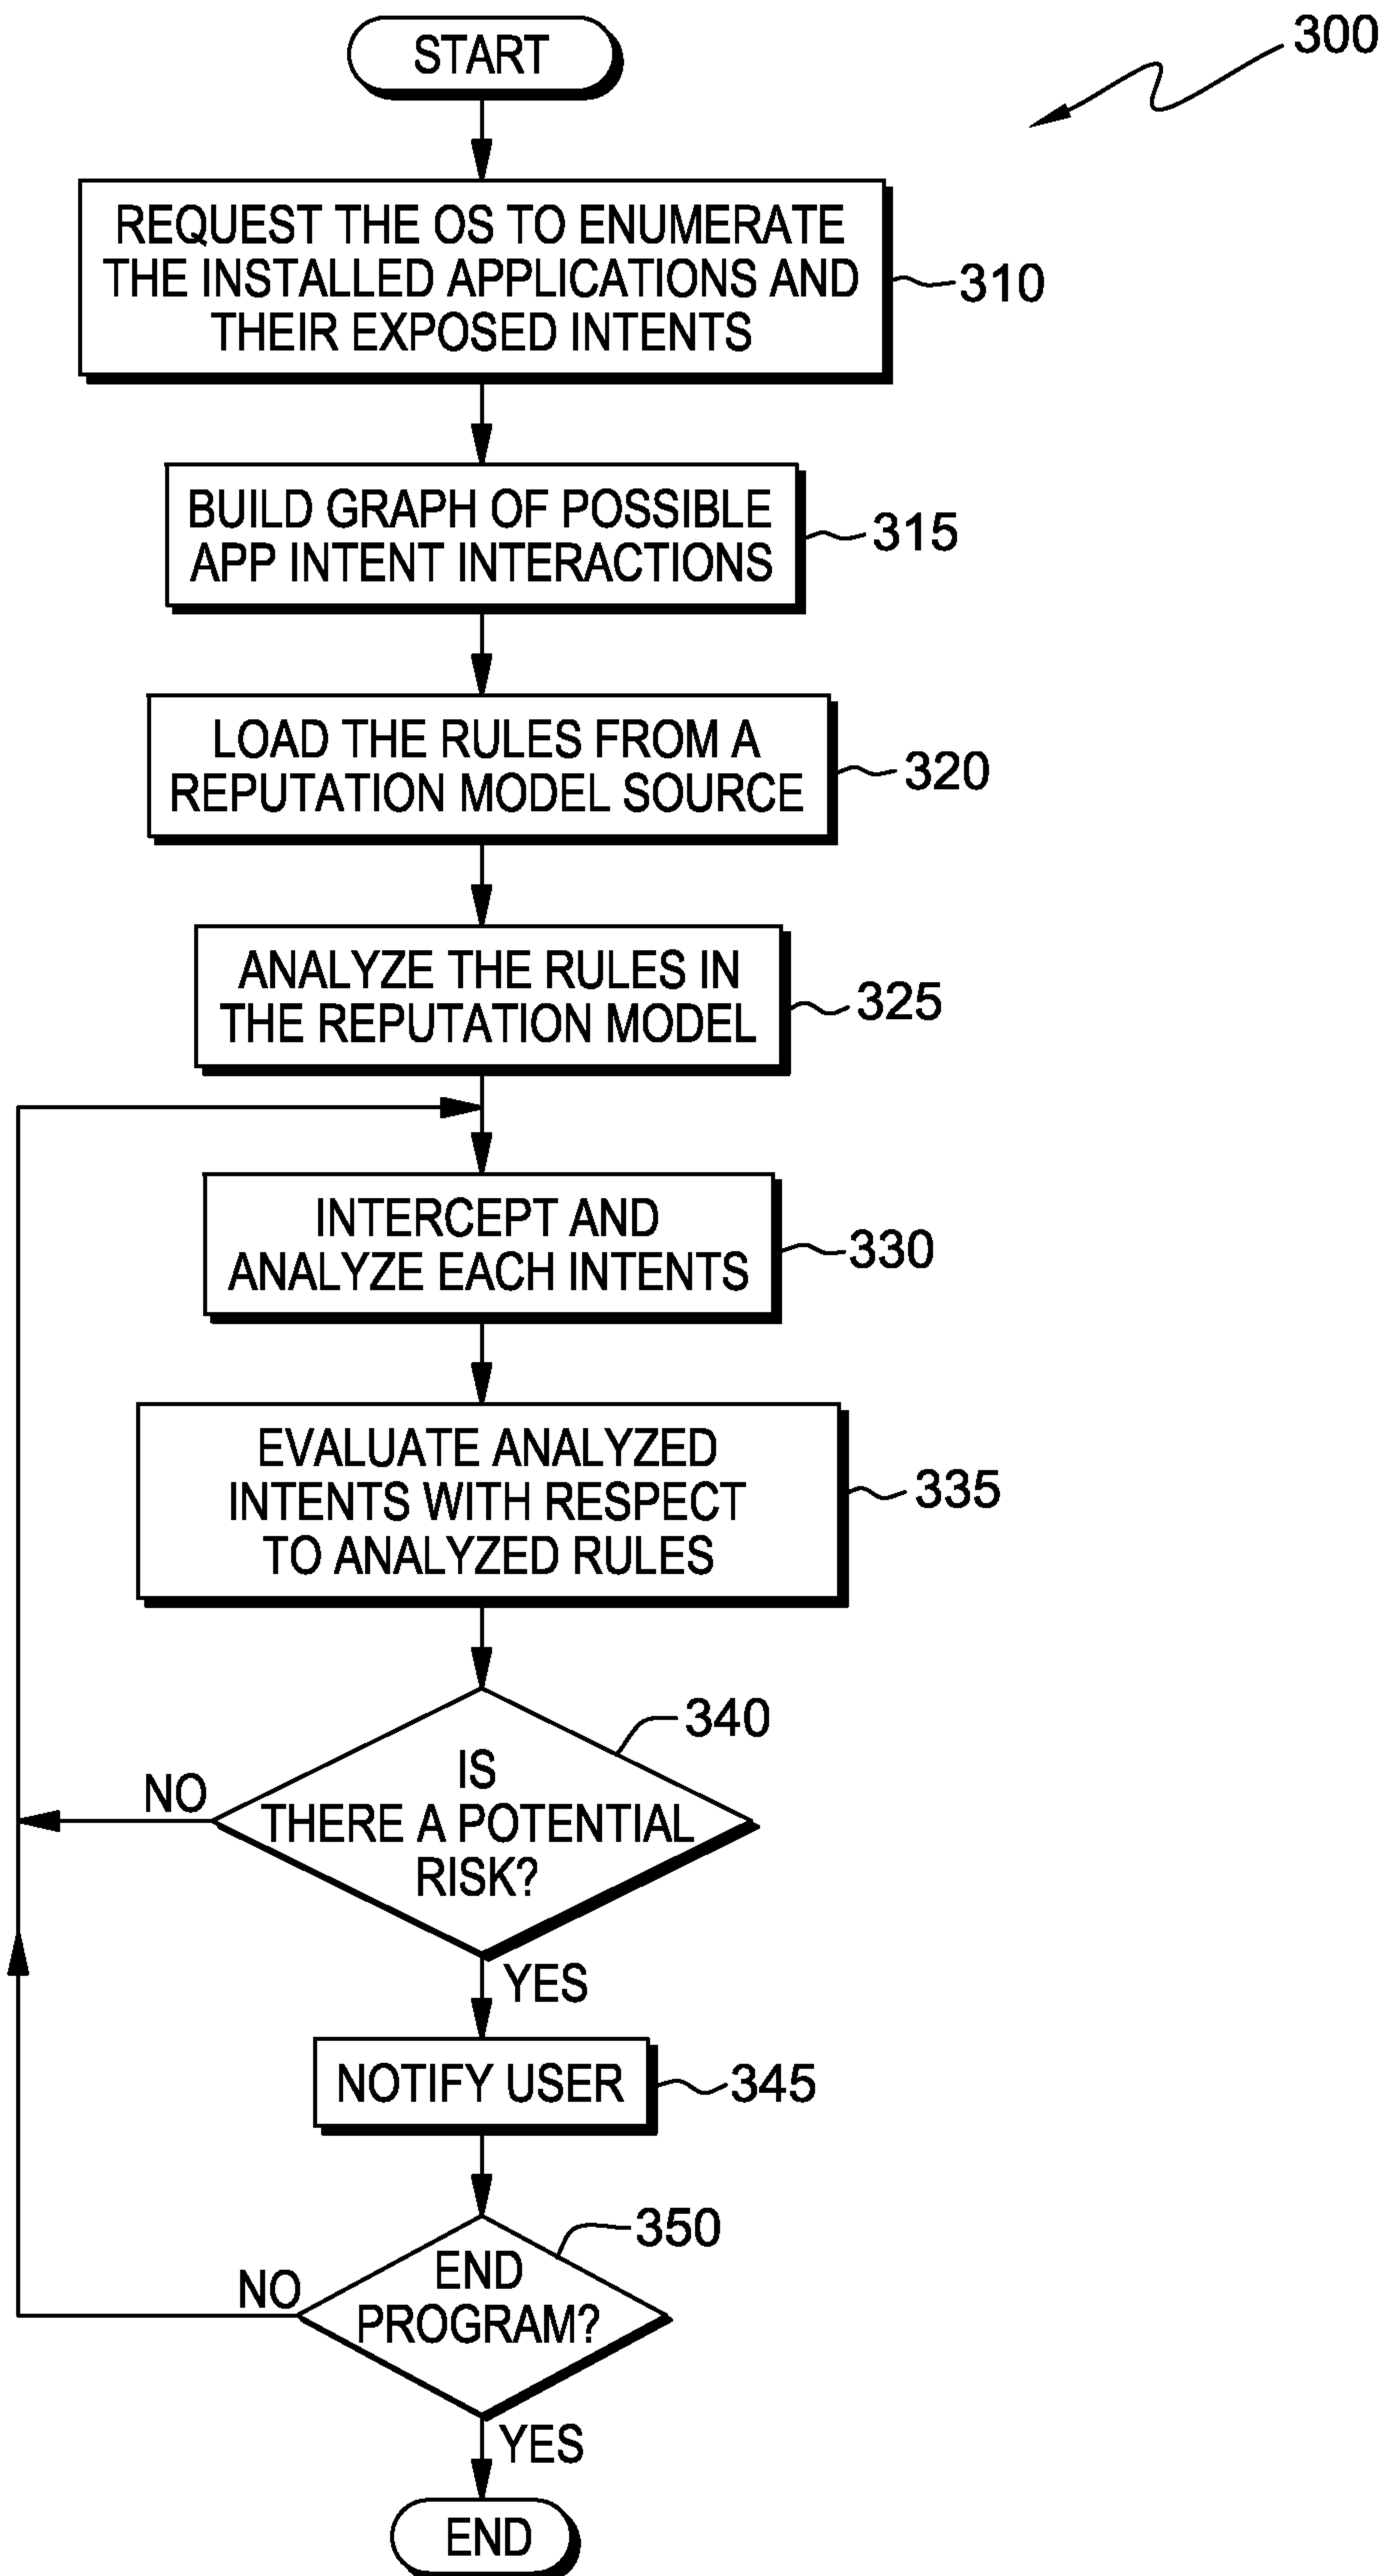 START
300
REQUEST THE OS TO ENUMERATE
THE INSTALLED APPLICATIONS AND
THEIR EXPOSED INTENTS
310
BUILD GRAPH OF POSSIBLE
APP INTENT INTERACTIONS
315
LOAD THE RULES FROM A
REPUTATION MODEL SOURCE
320
ANALYZE THE RULES IN
THE REPUTATION MODEL
325
INTERCEPT AND
ANALYZE EACH INTENTS
330
EVALUATE ANALYZED
INTENTS WITH RESPECT
TO ANALYZED RULES
335
340
IS
THERE A POTENTIAL
RISK?
NO
YES
NOTIFY USER
345
350
END
PROGRAM?
NO
YES
END